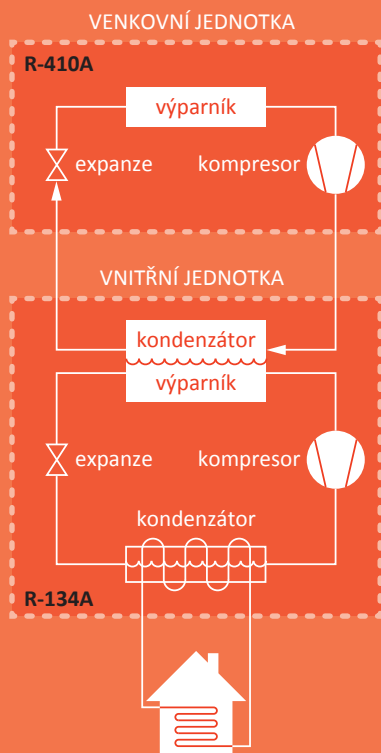 VENKOVNÍ JEDNOTKA
R-410A
výparník
expanze
kompresor
VNITŘNÍ JEDNOTKA
kondenzátor
výparník
expanze
kompresor
kondenzátor
R-134A